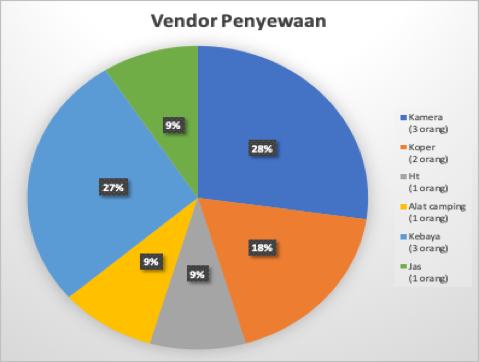 Vendor Penyewaan
9%
28%
27%
18%
9%
9%
Kamera
(3 orang)
Koper
(2 orang)
Ht
(1 orang)
Alat camping
(1 orang)
Kebaya
(3 orang)
Jas
(1 orang)